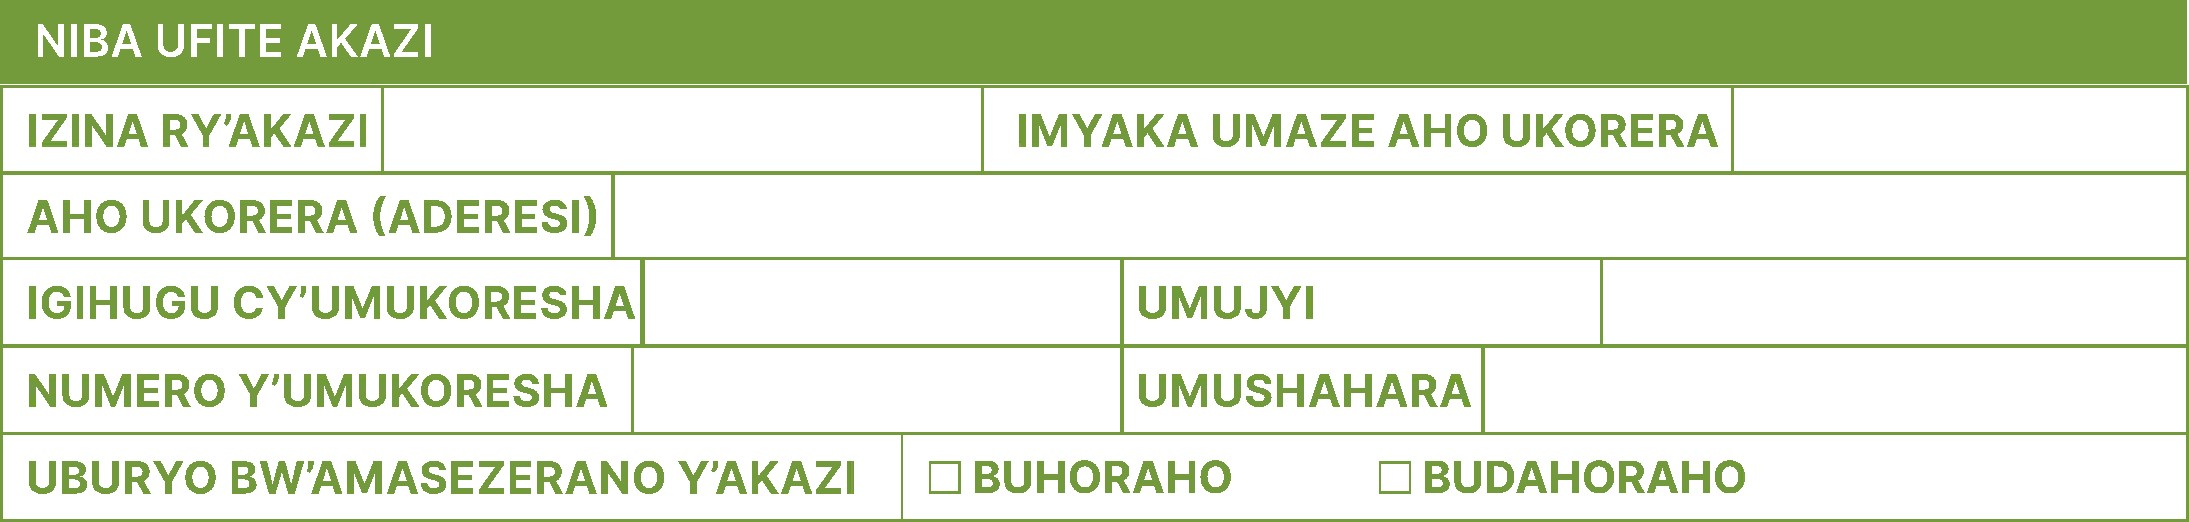 NIBA UFITE AKAZI
IZINA RY’AKAZI IMYAKA UMAZE AHO UKORERA
AHO UKORERA (ADERESI)
IGIHUGU CY’UMUKORESHA UMUJYI
NUMERO Y’UMUKORESHA UMUSHAHARA
UBURYO BW’AMASEZERANO Y’AKAZI ☐ BUHORAHO ☐ BUDAHORAHO